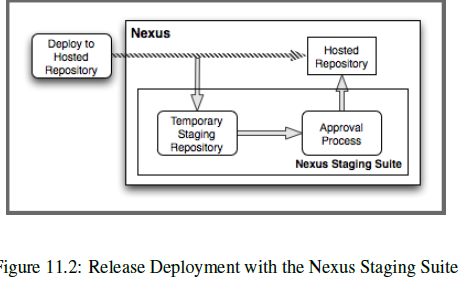 Nexus
Deploy to
Hosted
Repository
Hosted
Repository
Temporary
Staging
Repository
Approval
Process
Nexus Staging Suite
Figure 11.2: Release Deployment with the Nexus Staging Suite